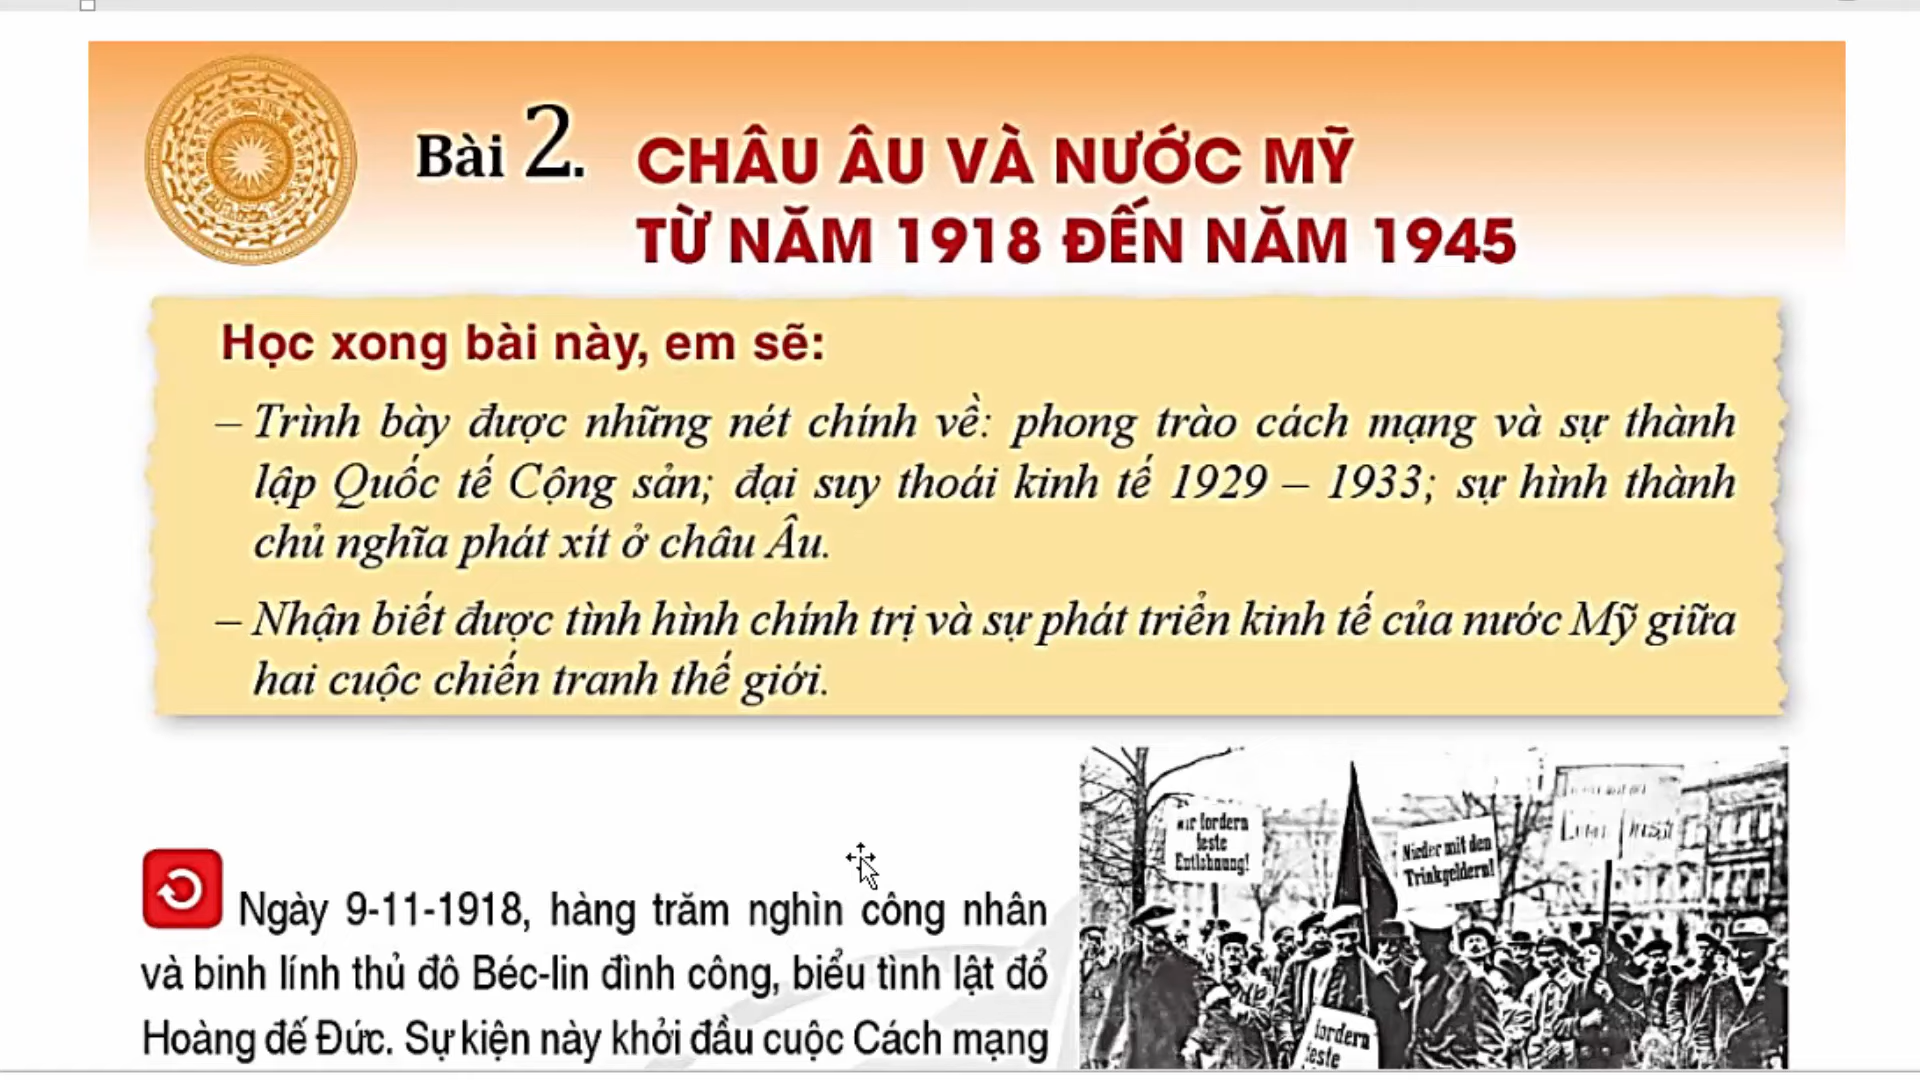 Bài 2. CHÂU ÂU VÀ NƯỚC MỸ
TỪ NĂM 1918 ĐẾN NĂM 1945
Học xong bài này, em sẽ:
– Trình bày được những nét chính về: phong trào cách mạng và sự thành
lập Quốc tế Cộng sản; đại suy thoái kinh tế 1929 – 1933; sự hình thành
chủ nghĩa phát xít ở châu Âu.
– Nhận biết được tình hình chính trị và sự phát triển kinh tế của nước Mỹ giữa
hai cuộc chiến tranh thế giới.
Ngày 9-11-1918, hàng trăm nghìn công nhân
và binh lính thủ đô Béc-lin đình công, biểu tình lật đổ
Hoàng đế Đức. Sự kiện này khởi đầu cuộc Cách mạng
wir fordern
feste
Entlohnung!
Nieder mit den
Trinkgeldern!
fordern
feste